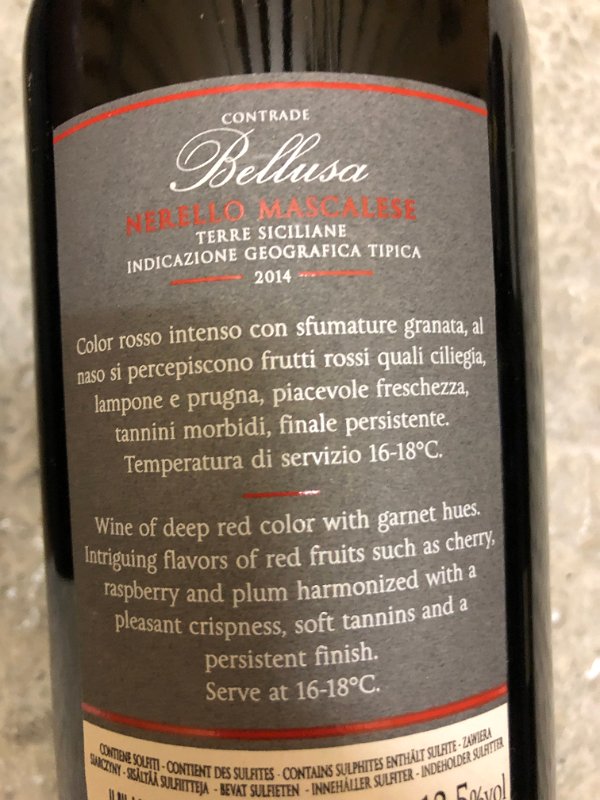 CONTRADE
Bellusa
NERELLO MASCALESE
TERRE SICILIANE
INDICAZIONE GEOGRAFICA TIPICA
2014
Color rosso intenso con sfumature granata, al
naso si percepiscono frutti rossi quali ciliegia,
lampone e prugna, piacevole freschezza,
tannini morbidi, finale persistente.
Temperatura di servizio 16-18°C.
Wine of deep red color with garnet hues.
Intriguing flavors of red fruits such as cherry,
raspberry and plum harmonized with a
pleasant crispness, soft tannins and a
persistent finish.
Serve at 16-18°C.
CONTIENE SOLFITI - CONTIENT DES SULFITES - CONTAINS SULPHITES ENTHÄLT SULFITE - ZAWIERA
SIARCZYNY - SISÄLTÄÄ SULFIITTEJA - BEVAT SULFIETEN - INNEHÅLLER SULFITER - INDEHOLDER SULFITTER
%vol